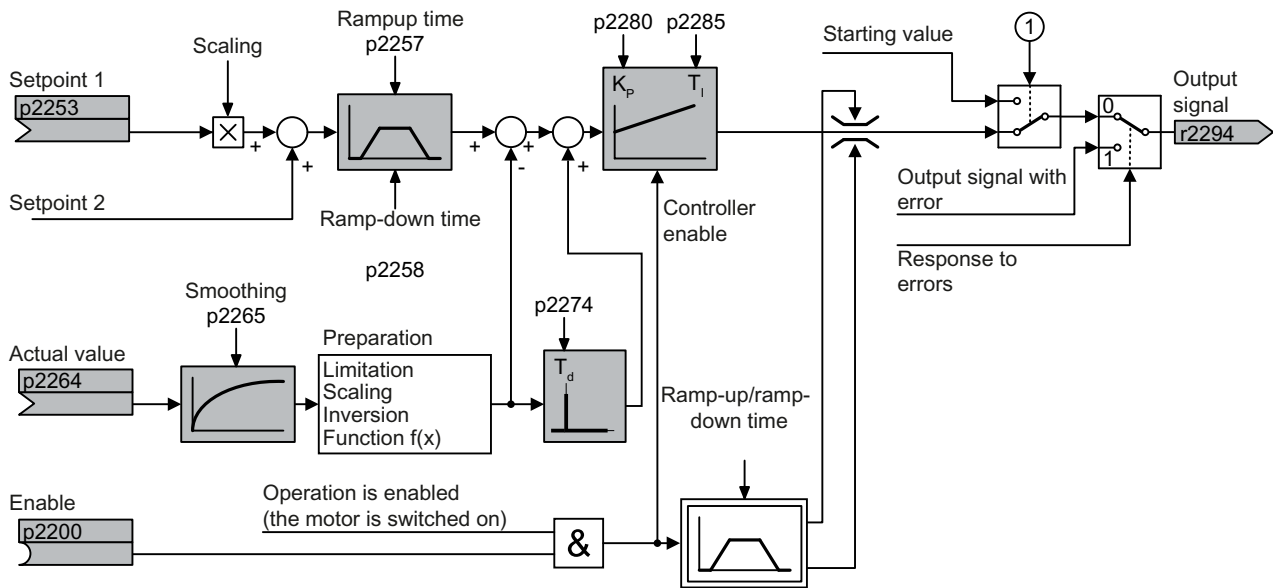 Rampup time
p2257
p2280
p2285
Scaling
Starting value
1
Setpoint 1
p2253
K_P
T_I
Output
signal
r2294
0
1
×
+
+
+
-
+
+
Setpoint 2
Ramp-down time
p2258
Controller
enable
Output signal with
error
Response to
errors
Smoothing
p2265
p2274
Actual value
p2264
Preparation
Limitation
Scaling
Inversion
Function f(x)
T_d
Ramp-up/ramp-
down time
Enable
p2200
Operation is enabled
(the motor is switched on)
&